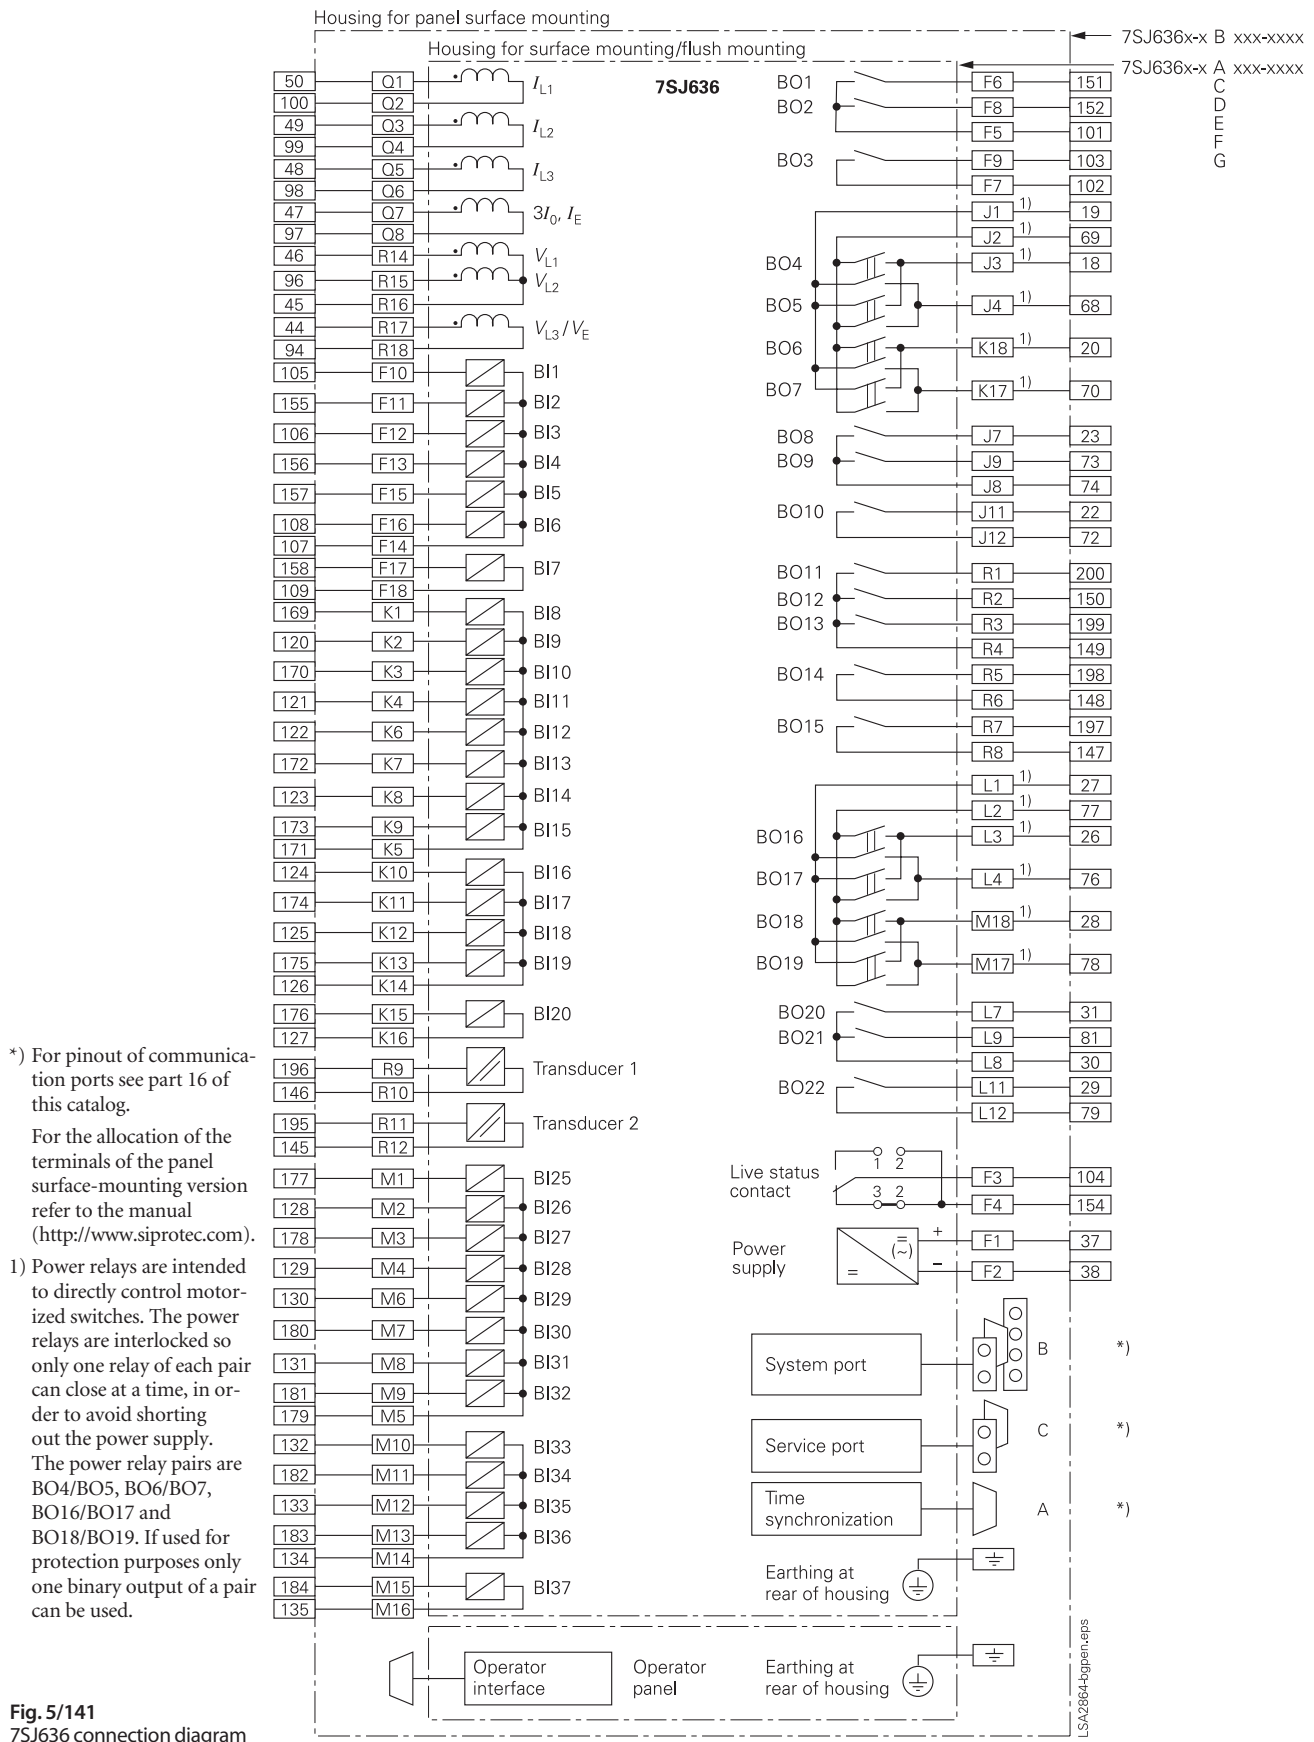 Housing for panel surface mounting
7SJ636x-x B xxx-xxxx
Housing for surface mounting/flush mounting
7SJ636x-x A xxx-xxxx
C
D
E
F
G
7SJ636
50 Q1 IL1
100 Q2
49 Q3 IL2
99 Q4
48 Q5 IL3
98 Q6
47 Q7 3I0, IE
97 Q8
46 R14 VL1
96 R15 VL2
45 R16
44 R17 VL3/VE
94 R18
105 F10 BI1
155 F11 BI2
106 F12 BI3
156 F13 BI4
157 F15 BI5
108 F16 BI6
107 F14
158 F17 BI7
109 F18
169 K1 BI8
120 K2 BI9
170 K3 BI10
121 K4 BI11
122 K6 BI12
172 K7 BI13
123 K8 BI14
173 K9 BI15
171 K5
124 K10 BI16
174 K11 BI17
125 K12 BI18
175 K13 BI19
126 K14
176 K15 BI20
127 K16
196 R9 Transducer 1
146 R10
195 R11 Transducer 2
145 R12
177 M1 BI25
128 M2 BI26
178 M3 BI27
129 M4 BI28
130 M6 BI29
180 M7 BI30
131 M8 BI31
181 M9 BI32
179 M5
132 M10 BI33
182 M11 BI34
133 M12 BI35
183 M13 BI36
134 M14
184 M15 BI37
135 M16
BO1 F6 151
BO2 F8 152
F5 101
BO3 F9 103
F7 102
J1 1) 19
J2 1) 69
BO4 J3 1) 18
BO5 J4 1) 68
BO6 K18 1) 20
BO7 K17 1) 70
BO8 J7 23
BO9 J9 73
J8 74
BO10 J11 22
J12 72
BO11 R1 200
BO12 R2 150
BO13 R3 199
R4 149
BO14 R5 198
R6 148
BO15 R7 197
R8 147
L1 1) 27
L2 1) 77
BO16 L3 1) 26
BO17 L4 1) 76
BO18 M18 1) 28
BO19 M17 1) 78
BO20 L7 31
BO21 L9 81
L8 30
BO22 L11 29
L12 79
1 2
Live status
contact
F3 104
3 2
F4 154
Power
supply
= (~) =
+ F1 37
– F2 38
System port B *)
Service port C *)
Time
synchronization A *)
Earthing at
rear of housing
Operator
interface
Operator
panel
Earthing at
rear of housing
LSA2864-bgpen.eps
*) For pinout of communica-
tion ports see part 16 of
this catalog.
For the allocation of the
terminals of the panel
surface-mounting version
refer to the manual
(http://www.siprotec.com).
1) Power relays are intended
to directly control motor-
ized switches. The power
relays are interlocked so
only one relay of each pair
can close at a time, in or-
der to avoid shorting
out the power supply.
The power relay pairs are
BO4/BO5, BO6/BO7,
BO16/BO17 and
BO18/BO19. If used for
protection purposes only
one binary output of a pair
can be used.
Fig. 5/141
7SJ636 connection diagram